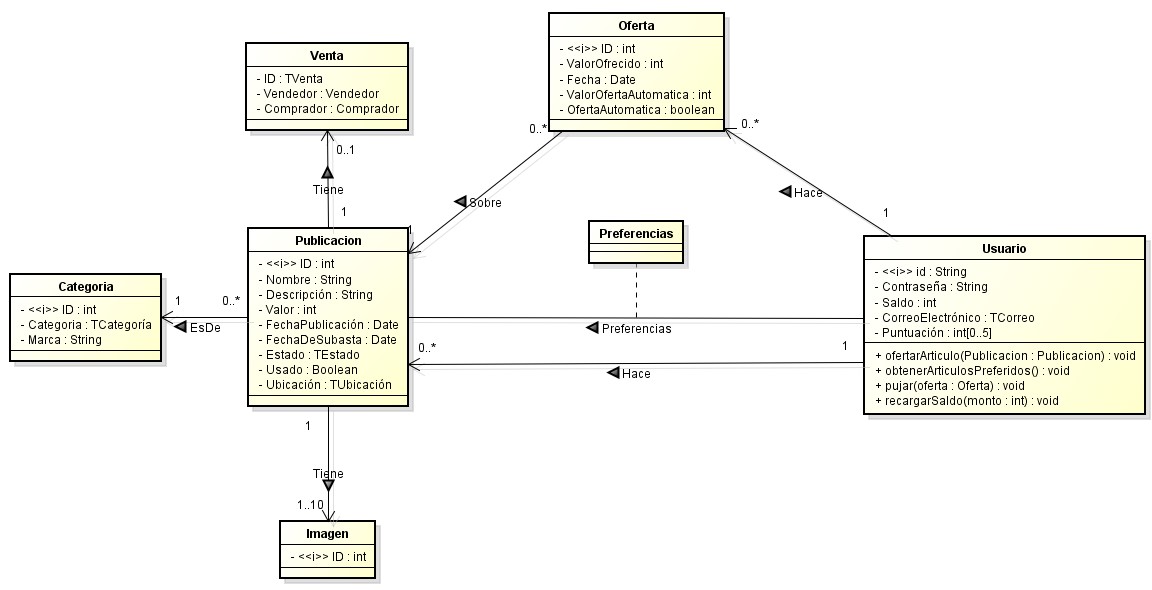 Oferta
- <<i>> ID : int
- ValorOfrecido : int
- Fecha : Date
- ValorOfertaAutomatica : int
- OfertaAutomatica : boolean
Venta
- ID : TVenta
- Vendedor : Vendedor
- Comprador : Comprador
0..*
0..*
0..1
Tiene
Hace
Sobre
1
1
1
Preferencias
Publicacion
- <<i>> ID : int
- Nombre : String
- Descripción : String
- Valor : int
- FechaPublicación : Date
- FechaDeSubasta : Date
- Estado : TEstado
- Usado : Boolean
- Ubicación : TUbicación
Usuario
- <<i>> id : String
- Contraseña : String
- Saldo : int
- CorreoElectrónico : TCorreo
- Puntuación : int[0..5]
+ ofertarArticulo(Publicacion : Publicacion) : void
+ obtenerArticulosPreferidos() : void
+ pujar(oferta : Oferta) : void
+ recargarSaldo(monto : int) : void
Categoria
- <<i>> ID : int
- Categoria : TCategoría
- Marca : String
1
0..*
EsDe
Preferencias
0..*
1
Hace
1
Tiene
1..10
Imagen
- <<i>> ID : int